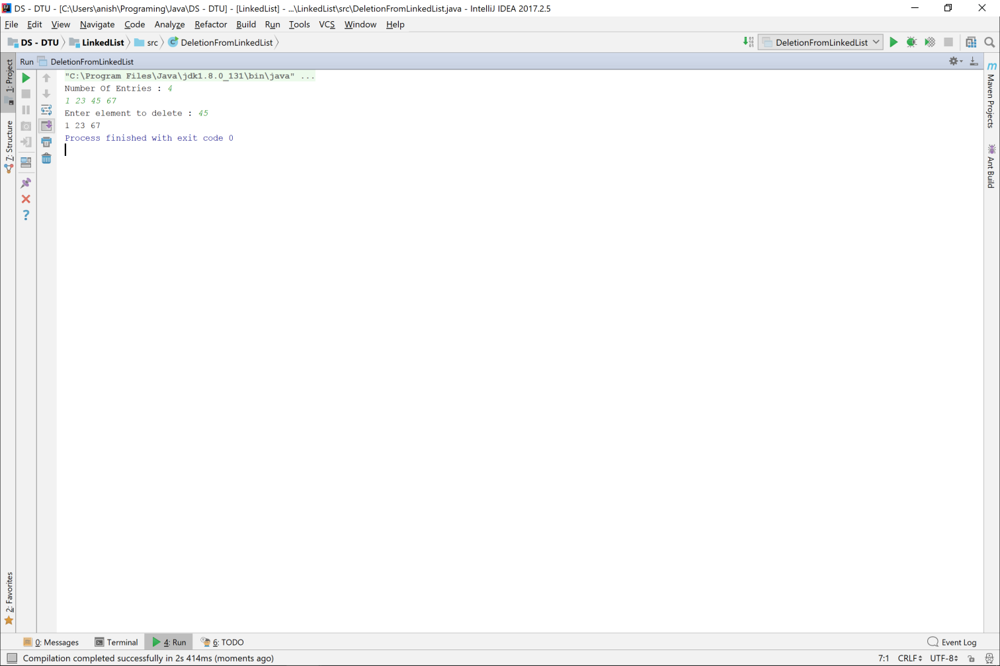 DS - DTU - [C:\Users\anish\Programing\Java\DS - DTU] - [LinkedList] - ...\LinkedList\src\DeletionFromLinkedList.java - IntelliJ IDEA 2017.2.5
File Edit View Navigate Code Analyze Refactor Build Run Tools VCS Window Help
DS - DTU LinkedList src DeletionFromLinkedList DeletionFromLinkedList
Run DeletionFromLinkedList
"C:\Program Files\Java\jdk1.8.0_131\bin\java" ...
Number Of Entries : 4
1 23 45 67
Enter element to delete : 45
1 23 67
Process finished with exit code 0
1: Project
7: Structure
2: Favorites
Maven Projects
Ant Build
0: Messages Terminal 4: Run 6: TODO Event Log
Compilation completed successfully in 2s 414ms (moments ago) 7:1 CRLF UTF-8